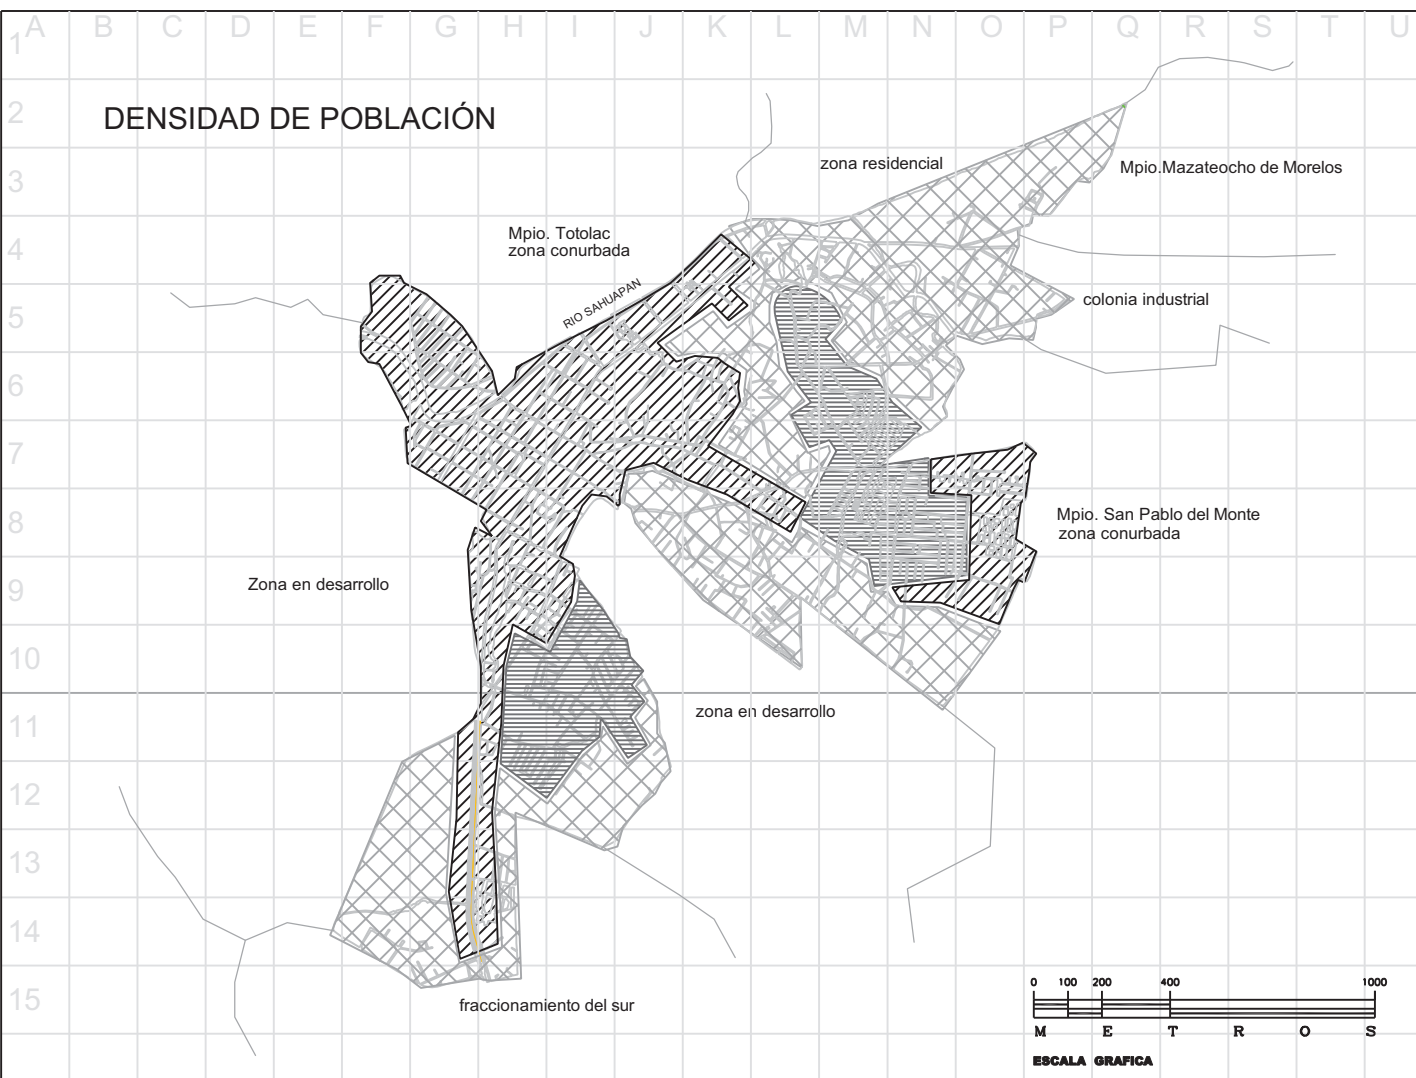 A B C D E F G H I J K L M N O P Q R S T U
1
2
DENSIDAD DE POBLACIÓN
3
zona residencial
Mpio.Mazateocho de Morelos
4
Mpio. Totolac
zona conurbada
5
RIO SAHUAPAN
colonia industrial
6
7
8
Mpio. San Pablo del Monte
zona conurbada
9
Zona en desarrollo
10
11
zona en desarrollo
12
13
14
15
fraccionamiento del sur
0 100 200 400 1000
M E T R O S
ESCALA GRAFICA